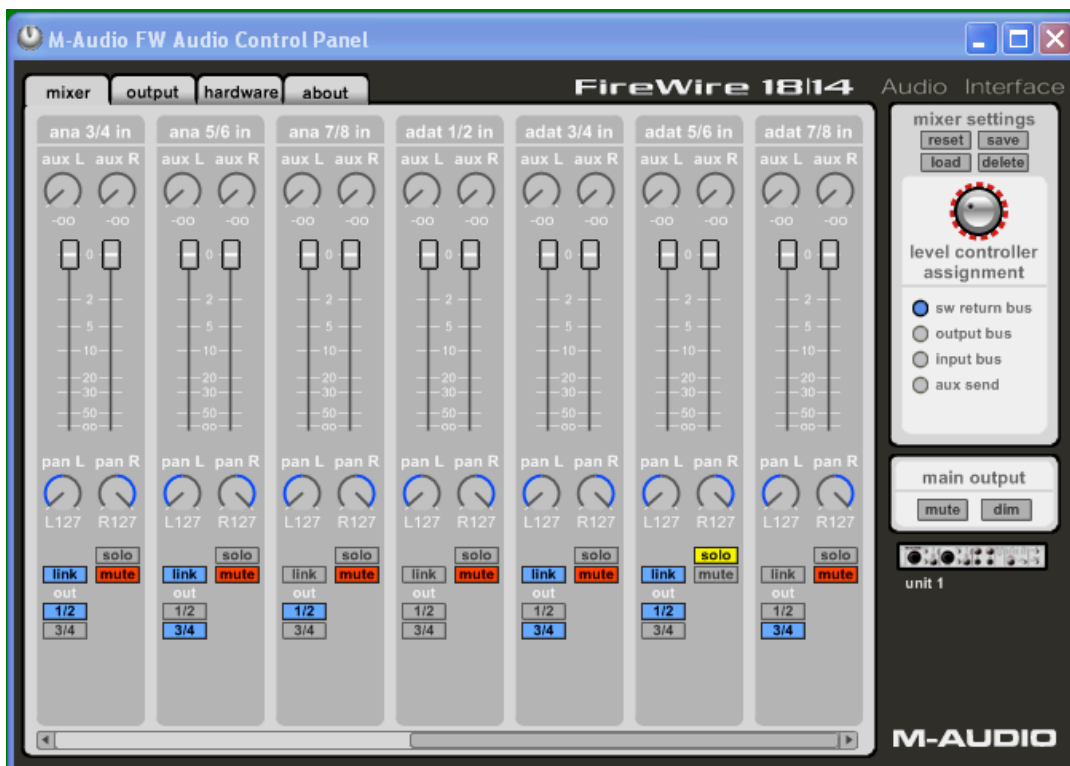 M-Audio FW Audio Control Panel
mixer output hardware about FireWire 18|14 Audio Interface
ana 3/4 in ana 5/6 in ana 7/8 in adat 1/2 in adat 3/4 in adat 5/6 in adat 7/8 in
aux L aux R aux L aux R aux L aux R aux L aux R aux L aux R aux L aux R aux L aux R
-oo -oo -oo -oo -oo -oo -oo -oo -oo -oo -oo -oo -oo -oo
0 0 0 0 0 0 0
2 2 2 2 2 2 2
5 5 5 5 5 5 5
10 10 10 10 10 10 10
20 20 20 20 20 20 20
30 30 30 30 30 30 30
50 50 50 50 50 50 50
oo oo oo oo oo oo oo
pan L pan R pan L pan R pan L pan R pan L pan R pan L pan R pan L pan R pan L pan R
L127 R127 L127 R127 L127 R127 L127 R127 L127 R127 L127 R127 L127 R127
solo solo solo solo solo solo solo
link mute link mute link mute link mute link mute link mute link mute
out out out out out out out
1/2 1/2 1/2 1/2 1/2 1/2 1/2
3/4 3/4 3/4 3/4 3/4 3/4 3/4
mixer settings
reset save
load delete
level controller
assignment
sw return bus
output bus
input bus
aux send
main output
mute dim
unit 1
M-AUDIO